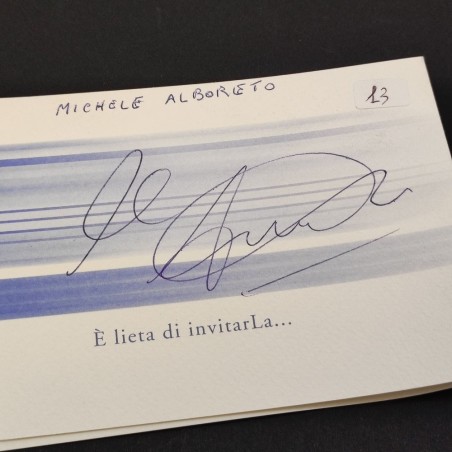 MICHELE ALBORETO
13
È lieta di invitarLa...